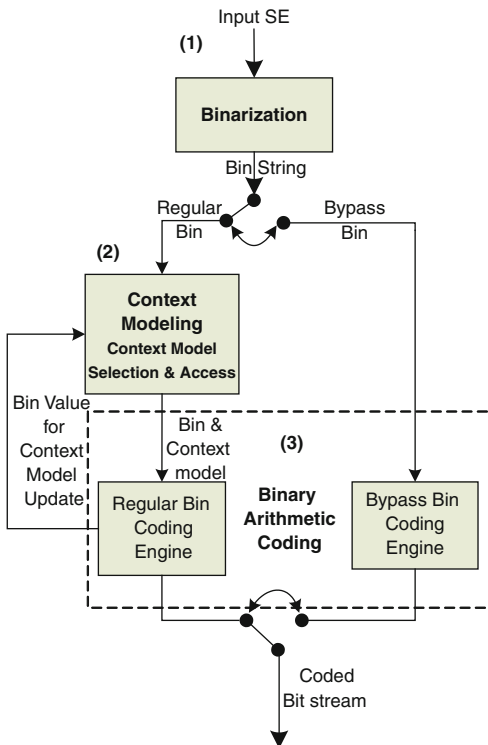 Input SE
(1)
Binarization
Bin String
Regular
Bin
Bypass
Bin
(2)
Context
Modeling
Context Model
Selection & Access
Bin Value
for
Context
Model
Update
Bin &
Context
model
(3)
Regular Bin
Coding
Engine
Binary
Arithmetic
Coding
Bypass Bin
Coding
Engine
Coded
Bit stream